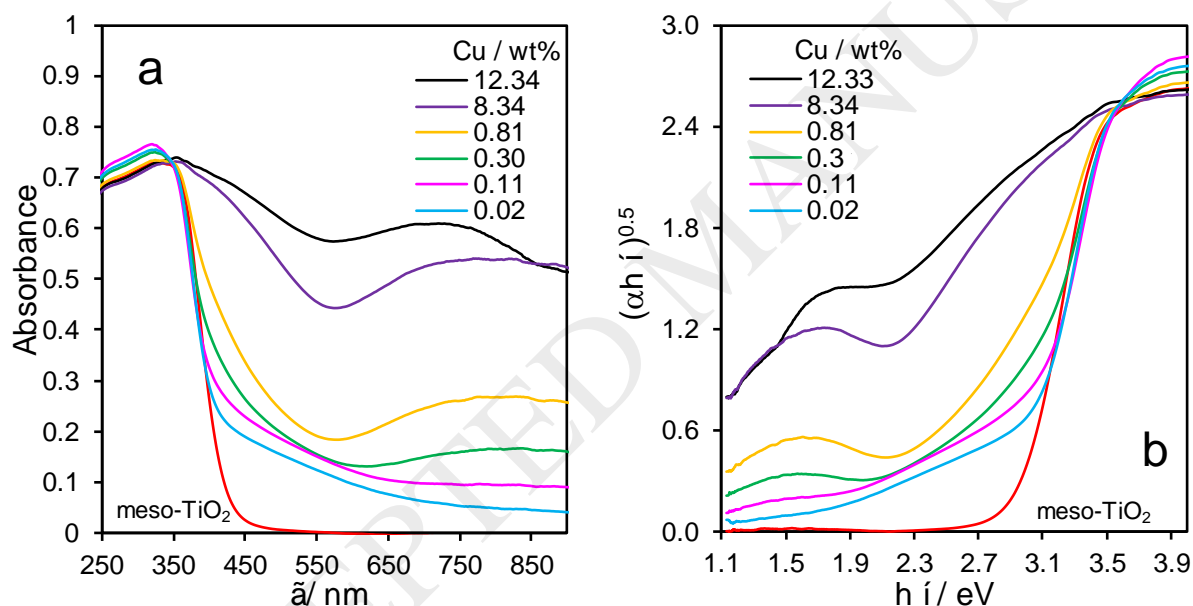 a
Absorbance
1
0.9
0.8
0.7
0.6
0.5
0.4
0.3
0.2
0.1
0
250 350 450 550 650 750 850
ã/ nm
Cu / wt%
12.34
8.34
0.81
0.30
0.11
0.02
meso-TiO₂
b
(αh í )⁰·⁵
3.0
2.4
1.8
1.2
0.6
0.0
1.1 1.5 1.9 2.3 2.7 3.1 3.5 3.9
h í / eV
Cu / wt%
12.33
8.34
0.81
0.3
0.11
0.02
meso-TiO₂